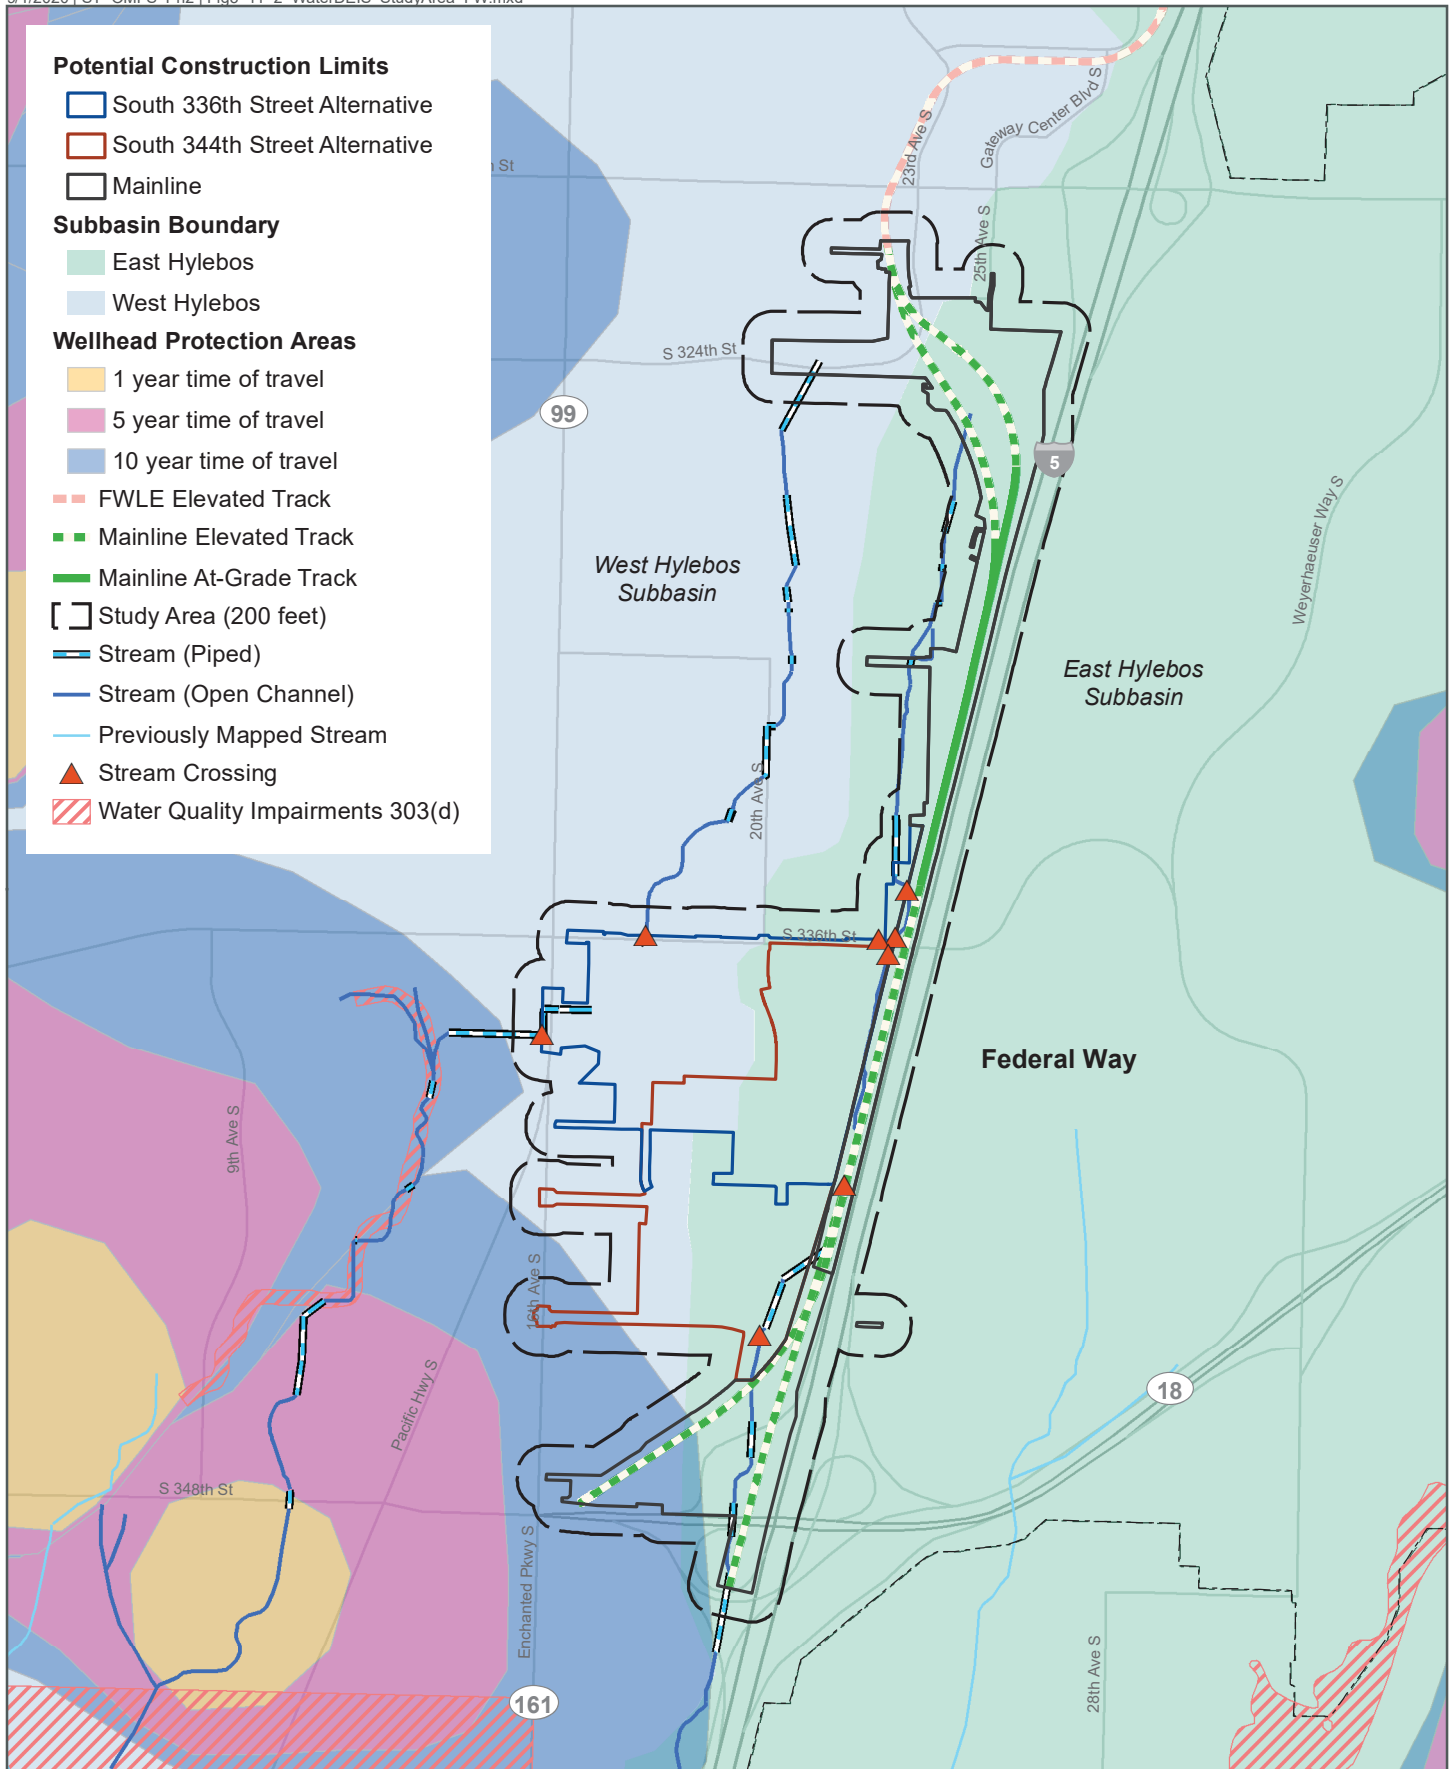 Potential Construction Limits
South 336th Street Alternative
South 344th Street Alternative
Mainline
Subbasin Boundary
East Hylebos
West Hylebos
Wellhead Protection Areas
1 year time of travel
5 year time of travel
10 year time of travel
FWLE Elevated Track
Mainline Elevated Track
Mainline At-Grade Track
Study Area (200 feet)
Stream (Piped)
Stream (Open Channel)
Previously Mapped Stream
Stream Crossing
Water Quality Impairments 303(d)
St
23rd Ave S
Gateway Center Blvd S
25th Ave S
S 324th St
99
5
Weyerhaeuser Way S
West Hylebos
Subbasin
East Hylebos
Subbasin
20th Ave S
S 336th St
Federal Way
9th Ave S
16th Ave S
Pacific Hwy S
18
S 348th St
Enchanted Pkwy S
28th Ave S
161